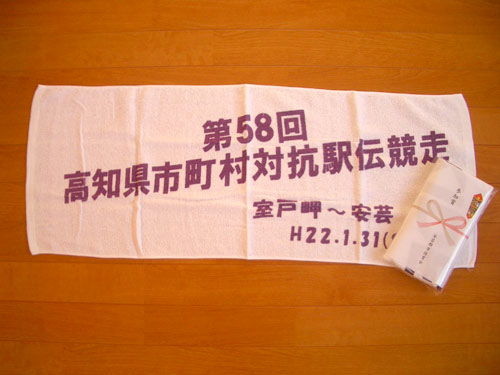 第58回
高知県市町村対抗駅伝競走
室戸岬～安芸
H22.1.31(